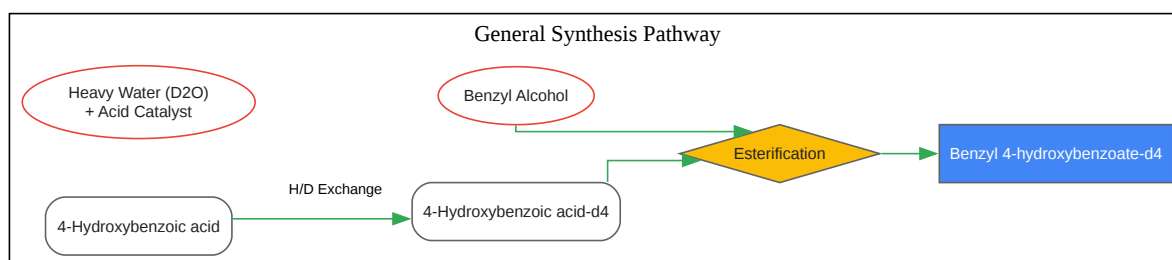 General Synthesis Pathway
Heavy Water (D2O)
+ Acid Catalyst
Benzyl Alcohol
Esterification
Benzyl 4-hydroxybenzoate-d4
H/D Exchange
4-Hydroxybenzoic acid
4-Hydroxybenzoic acid-d4